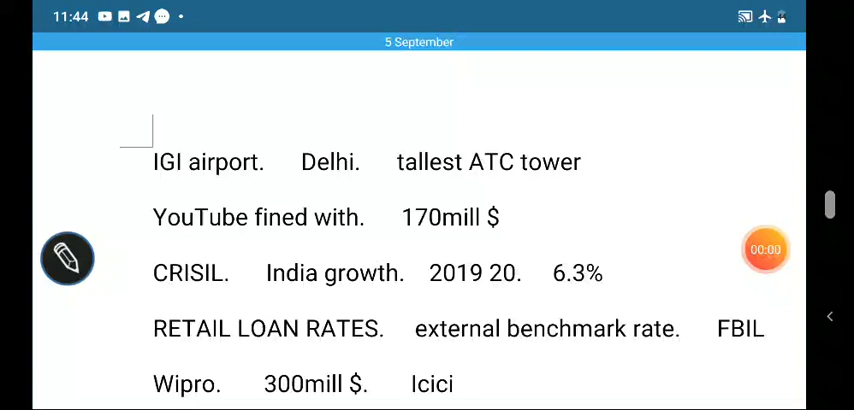 11:44
5 September
IGI airport. Delhi. tallest ATC tower
YouTube fined with. 170mill $
00:00
CRISIL. India growth. 2019 20. 6.3%
RETAIL LOAN RATES. external benchmark rate. FBIL
Wipro. 300mill $. Icici